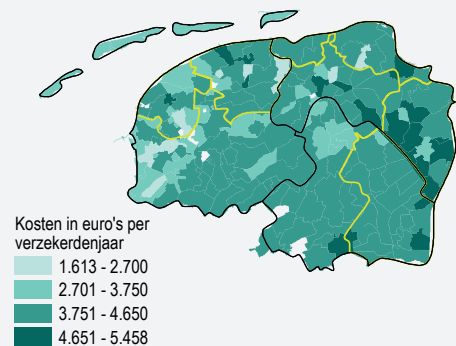 Kosten in euro's per
verzekerdenjaar
1.613 - 2.700
2.701 - 3.750
3.751 - 4.650
4.651 - 5.458